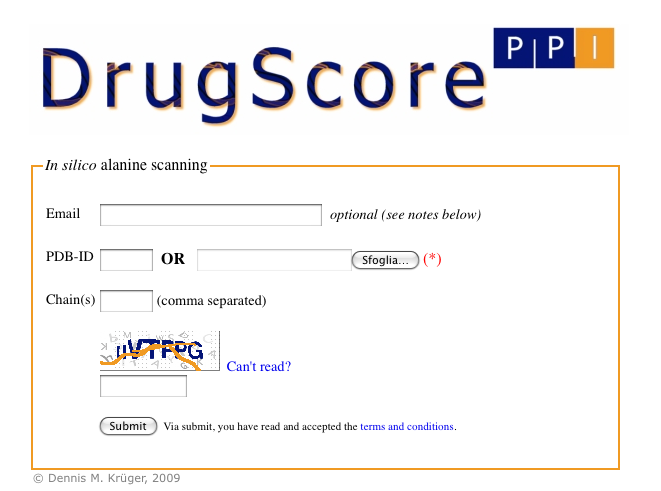 DrugScore PPI
In silico alanine scanning
Email optional (see notes below)
PDB-ID OR Sfoglia... (*)
Chain(s) (comma separated)
Can't read?
Submit Via submit, you have read and accepted the terms and conditions.
© Dennis M. Krüger, 2009